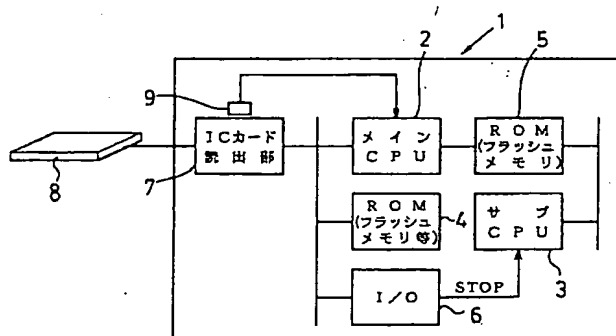 1
2
5
9
ICカード
読出部
7
8
メイン
CPU
ROM
(フラッシュ
メモリ)
ROM
(フラッシュ
メモリ等)
4
サブ
CPU
3
I/O
STOP
6